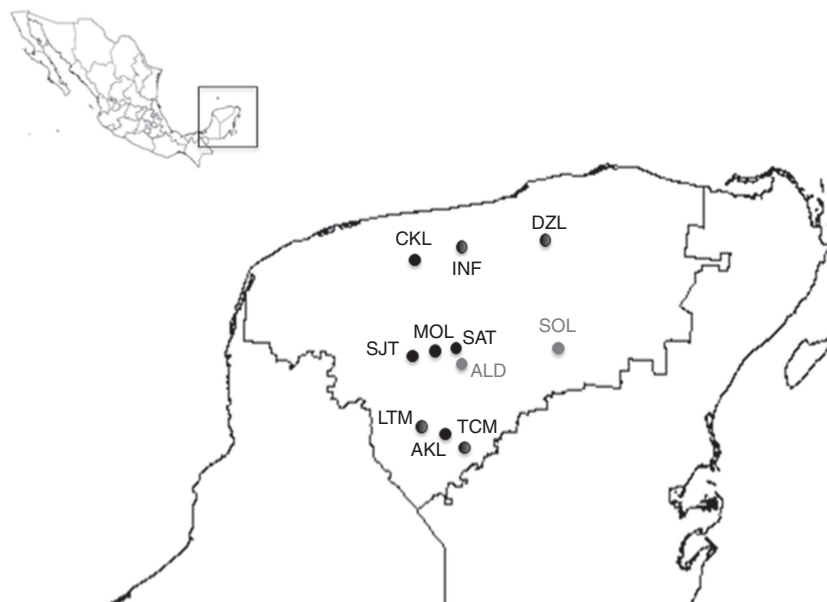 DZL
CKL
INF
SOL
MOL
SAT
SJT
ALD
LTM
TCM
AKL